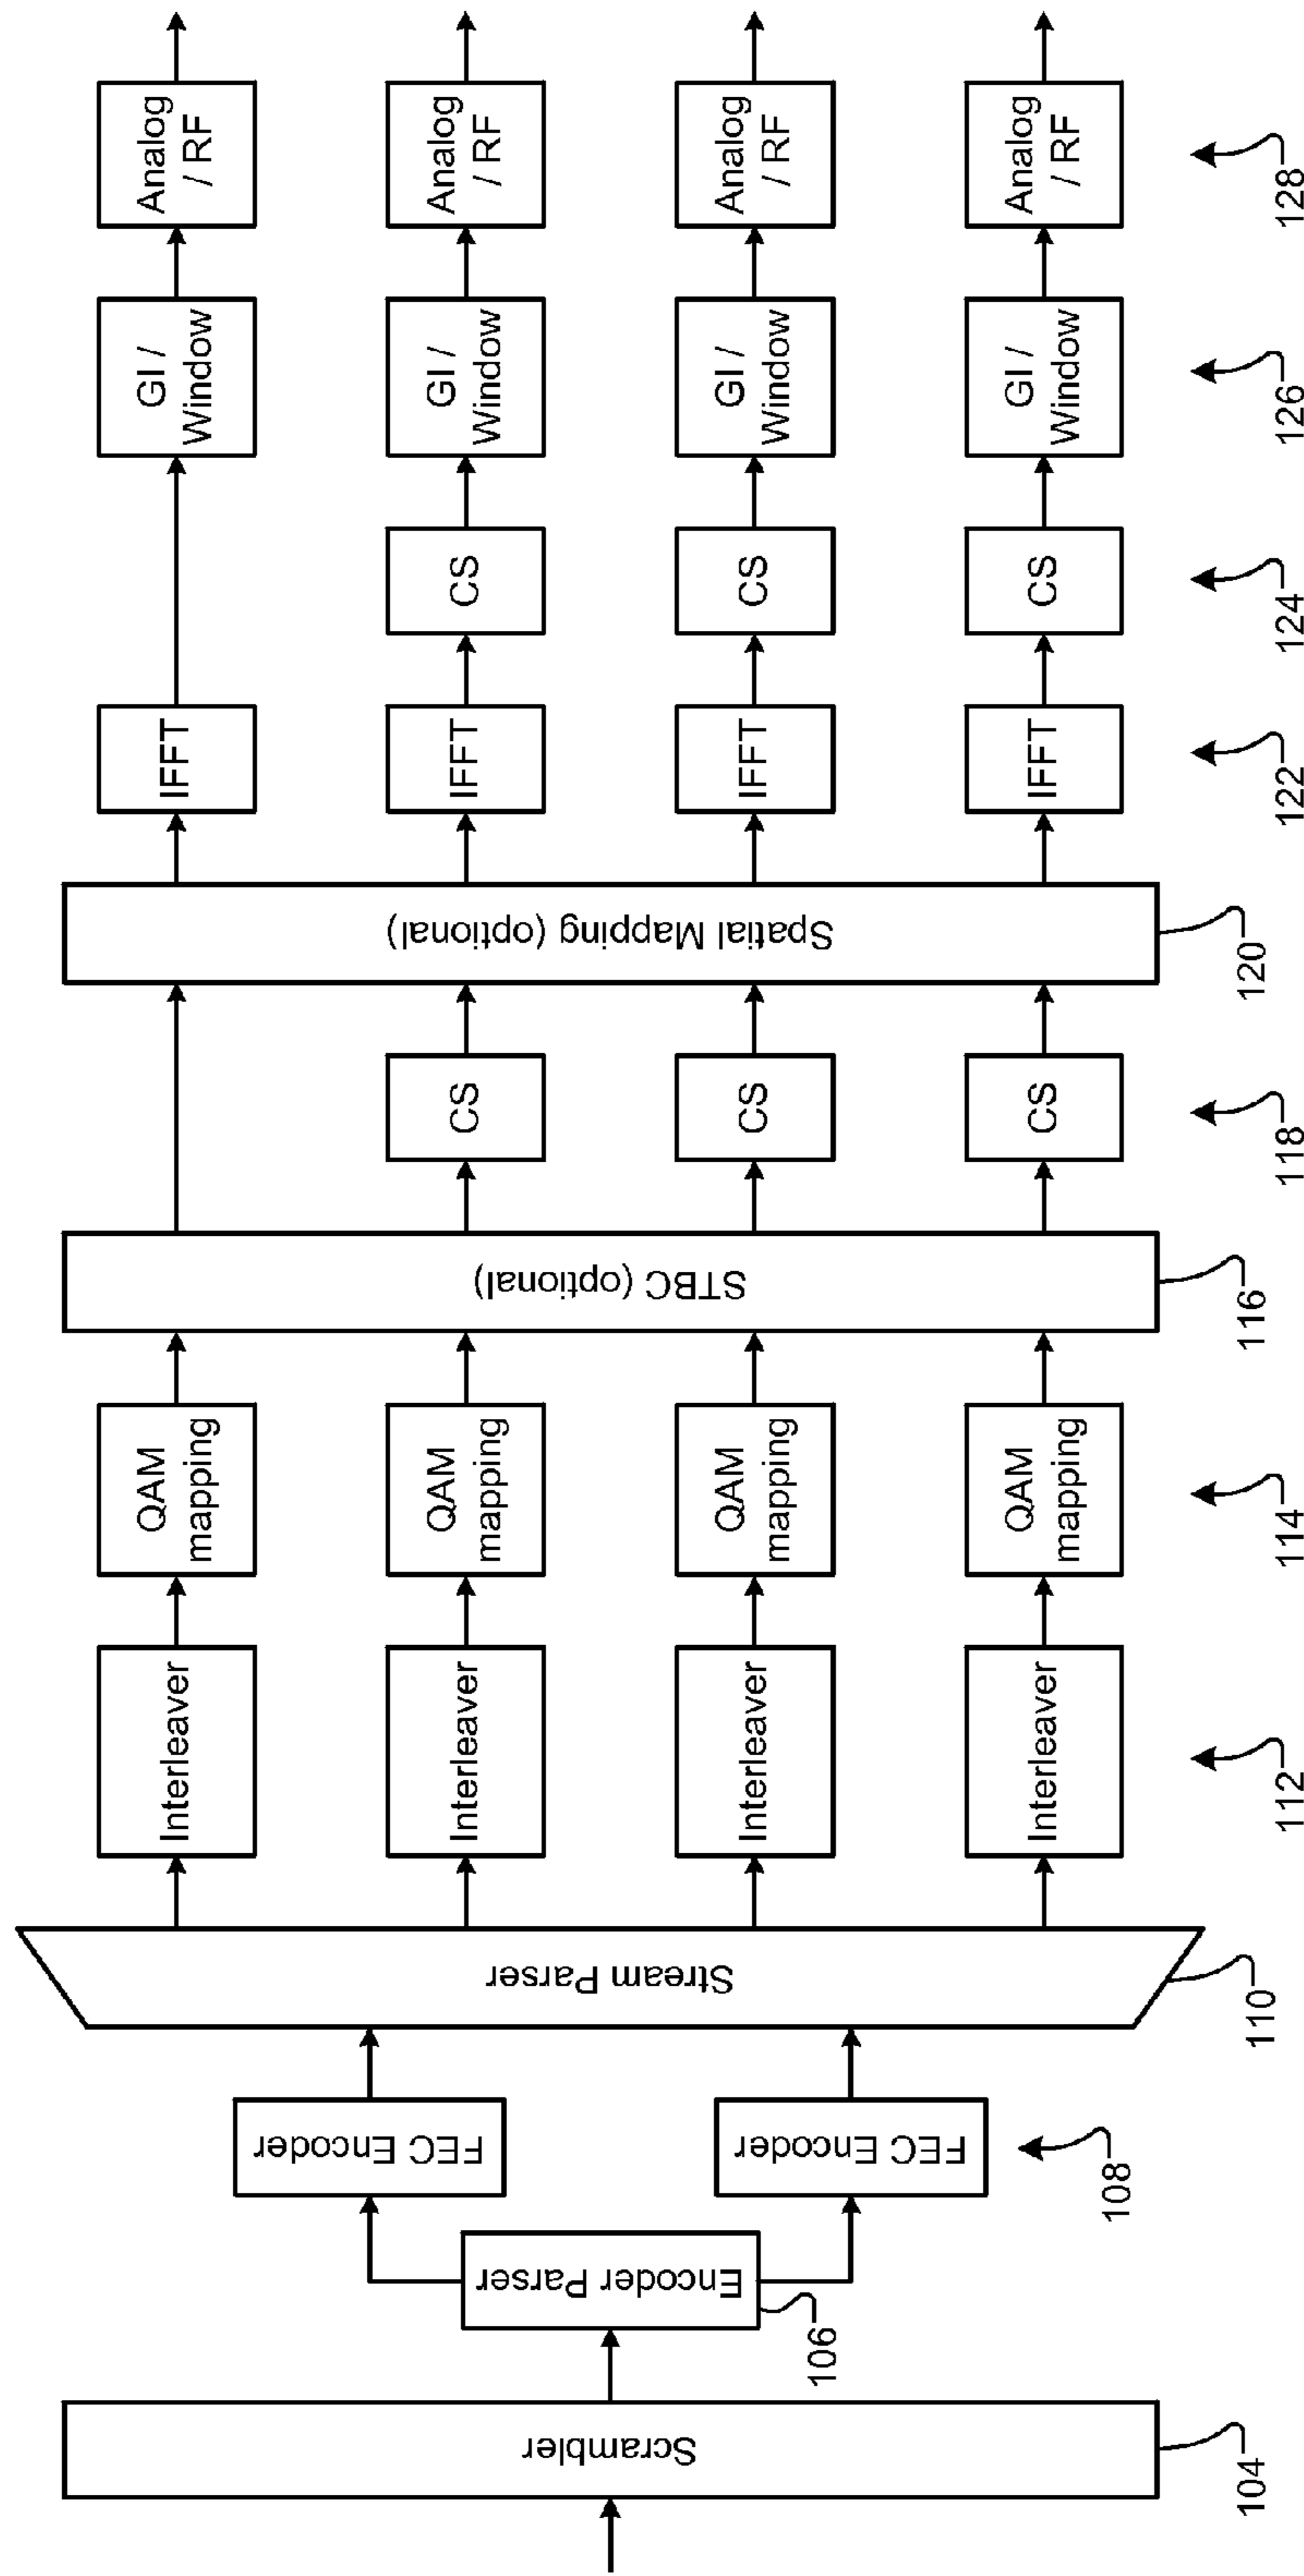 Scrambler
104
Encoder Parser
106
FEC Encoder
FEC Encoder
108
Stream Parser
110
Interleaver
Interleaver
Interleaver
Interleaver
112
QAM
mapping
QAM
mapping
QAM
mapping
QAM
mapping
114
STBC (optional)
116
CS
CS
CS
118
Spatial Mapping (optional)
120
IFFT
IFFT
IFFT
IFFT
122
CS
CS
CS
124
GI /
Window
GI /
Window
GI /
Window
GI /
Window
126
Analog
/ RF
Analog
/ RF
Analog
/ RF
Analog
/ RF
128